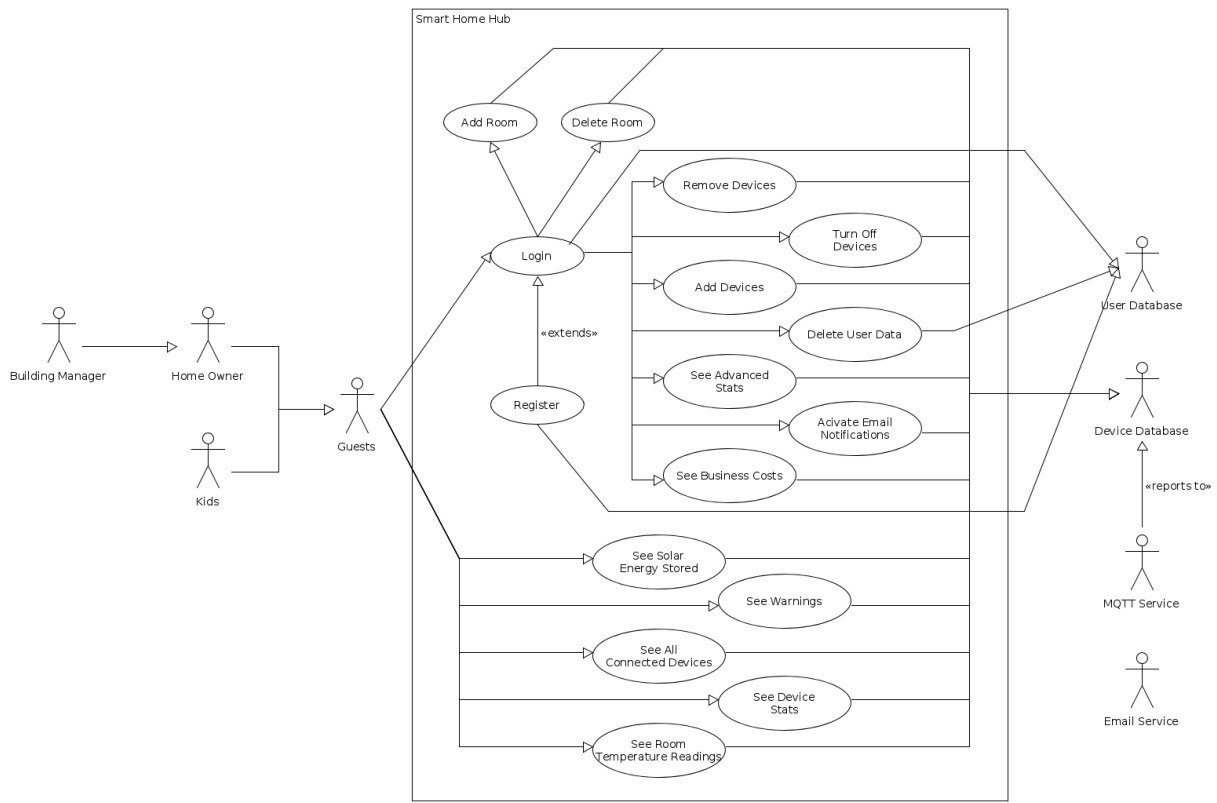 Smart Home Hub
Add Room
Delete Room
Remove Devices
Turn Off
Devices
Login
Add Devices
User Database
«extends»
Delete User Data
Building Manager
Home Owner
See Advanced
Stats
Register
Acivate Email
Notifications
Device Database
Guests
See Business Costs
«reports to»
Kids
See Solar
Energy Stored
See Warnings
MQTT Service
See All
Connected Devices
See Device
Stats
Email Service
See Room
Temperature Readings